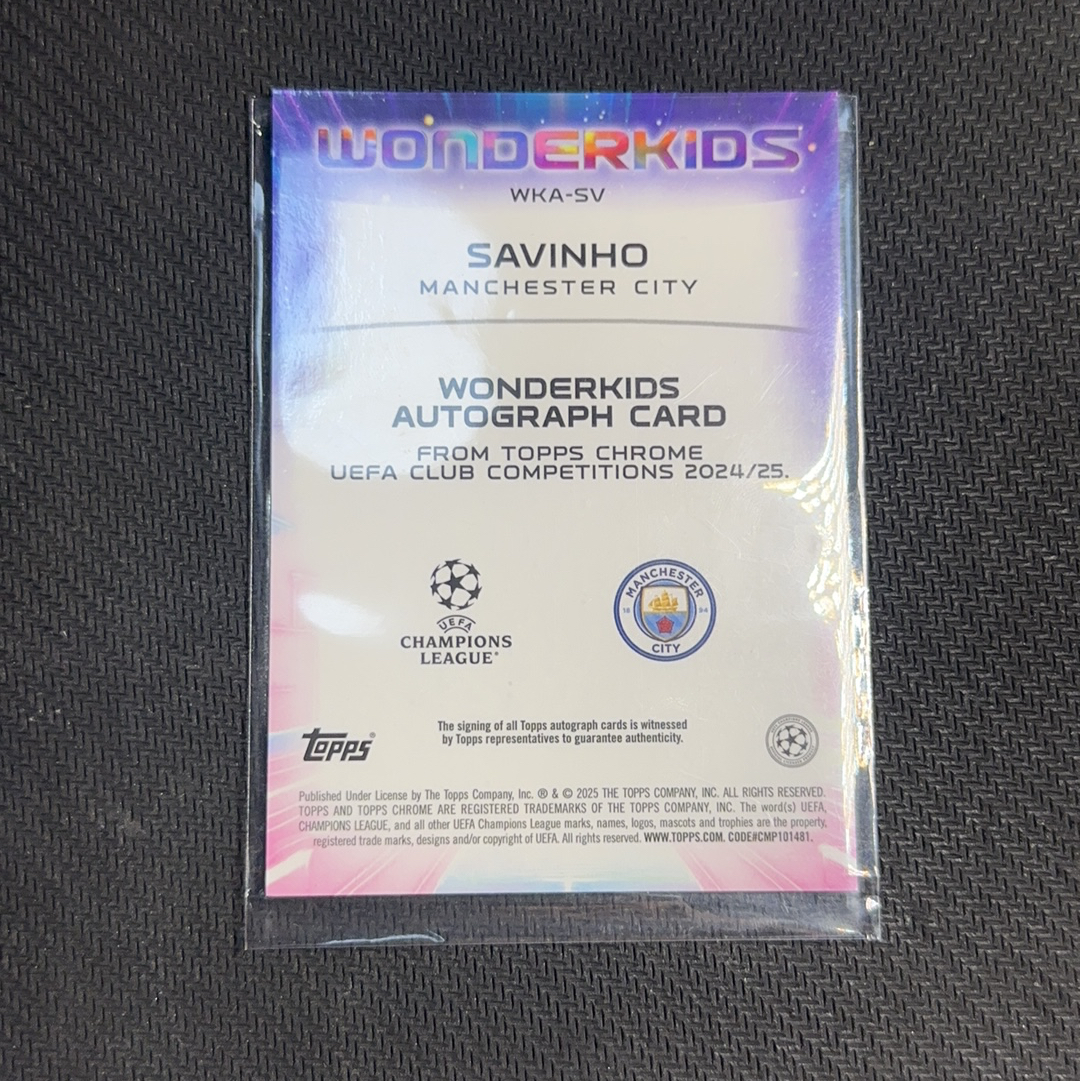 WONDERKIDS
WKA-SV
SAVINHO
MANCHESTER CITY
WONDERKIDS
AUTOGRAPH CARD
FROM TOPPS CHROME
UEFA CLUB COMPETITIONS 2024/25.
UEFA
CHAMPIONS
LEAGUE®
MANCHESTER
18 94
CITY
The signing of all Topps autograph cards is witnessed
by Topps representatives to guarantee authenticity.
topps®
Published Under License by The Topps Company, Inc. ® & © 2025 THE TOPPS COMPANY, INC. ALL RIGHTS RESERVED.
TOPPS AND TOPPS CHROME ARE REGISTERED TRADEMARKS OF THE TOPPS COMPANY, INC. The word(s) UEFA,
CHAMPIONS LEAGUE, and all other UEFA Champions League marks, names, logos, mascots and trophies are the property,
registered trade marks, designs and/or copyright of UEFA. All rights reserved. WWW.TOPPS.COM. CODE#CMP101481.